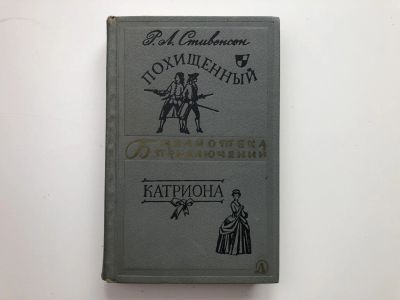 Р. Л. Стивенсон
ПОХИЩЕННЫЙ
БИБЛИОТЕКА
ПРИКЛЮЧЕНИЙ
КАТРИОНА